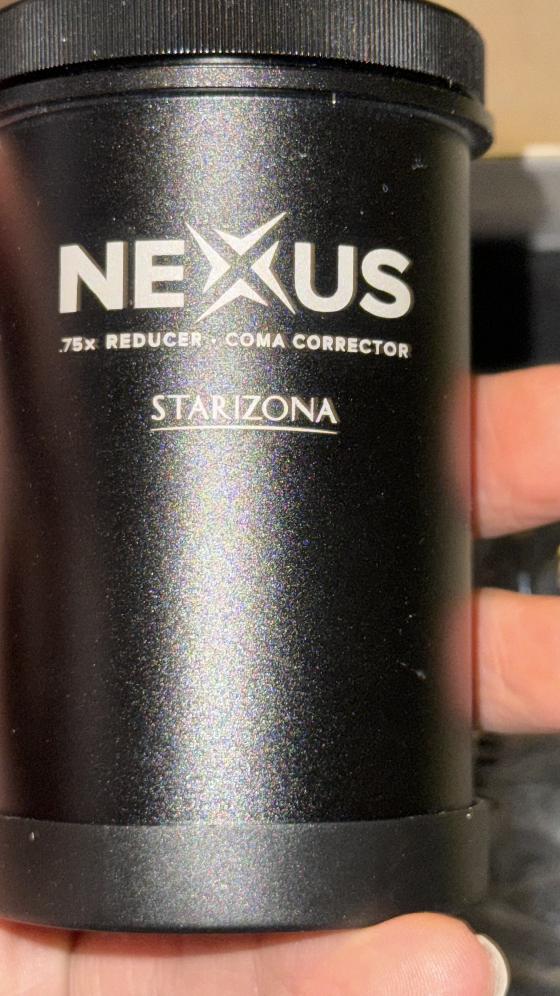 NEXUS
.75x REDUCER · COMA CORRECTOR
STARIZONA